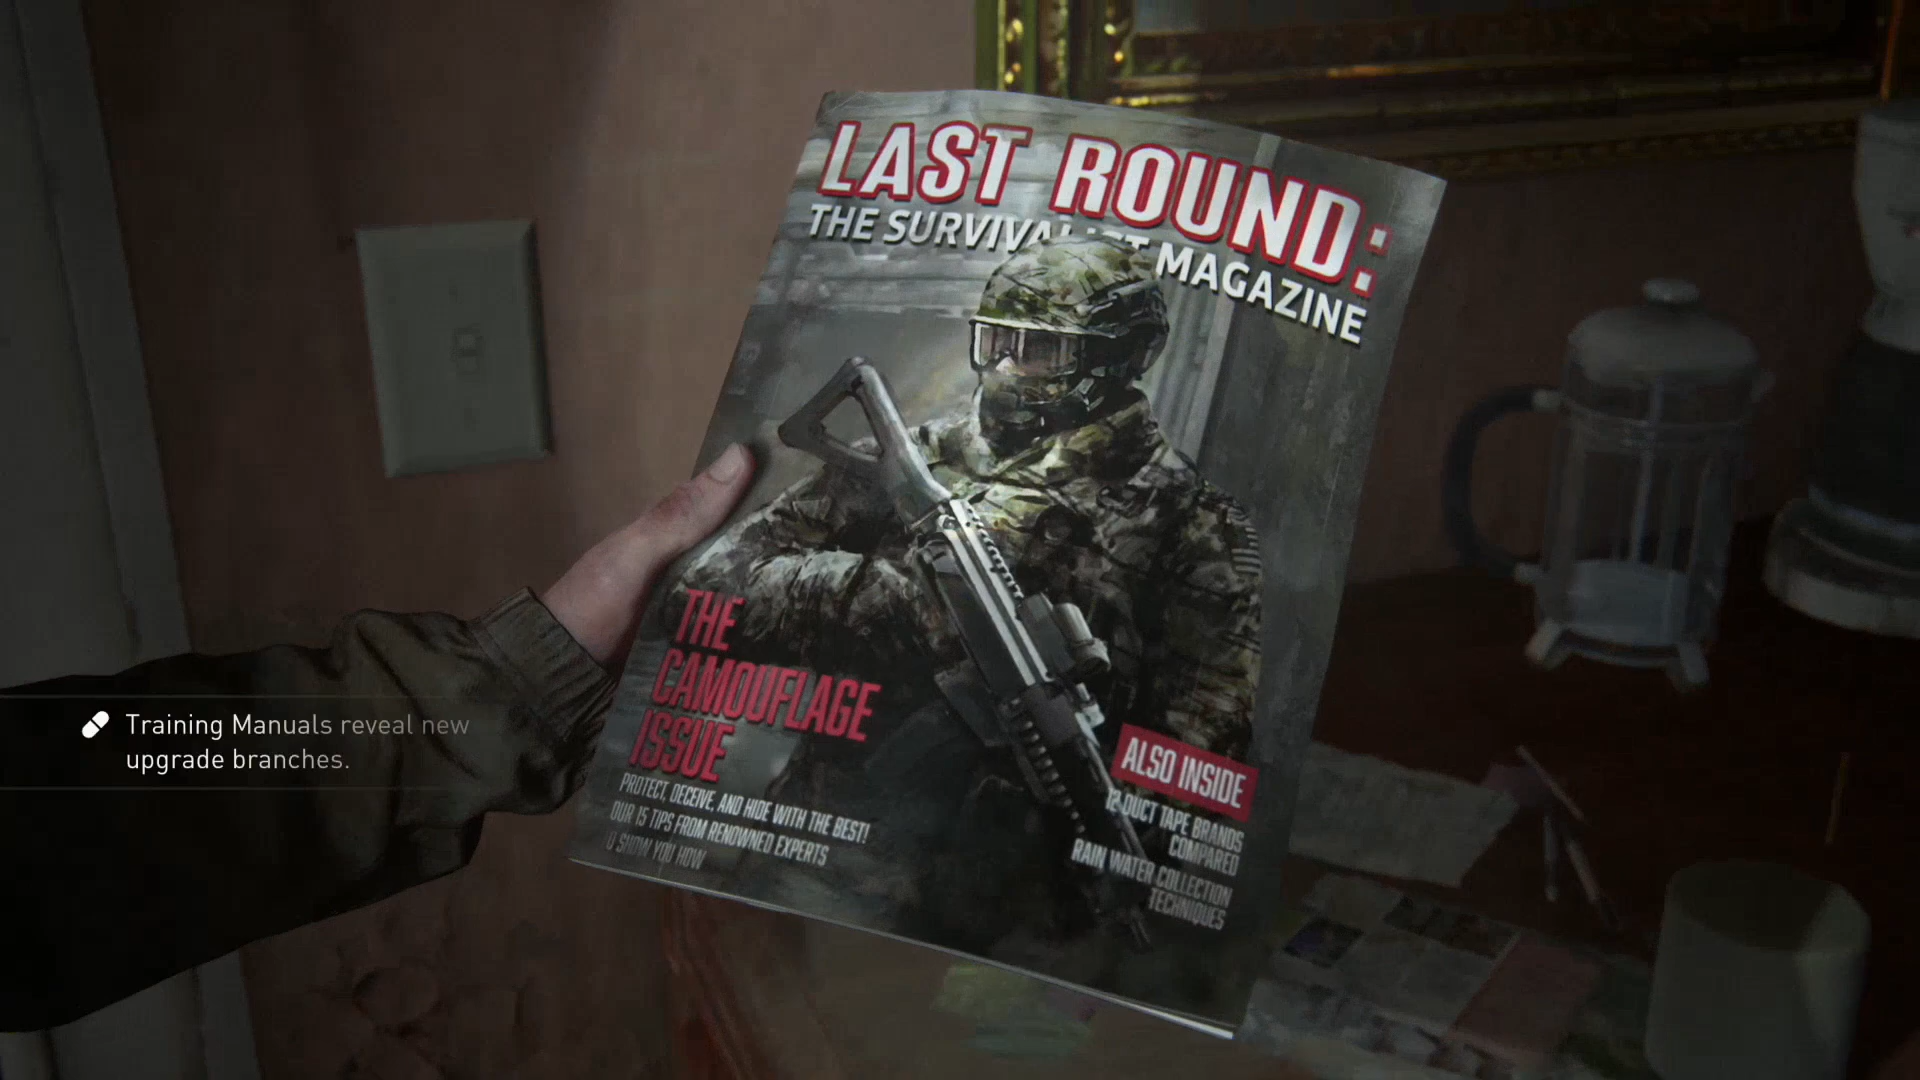 LAST ROUND:
THE SURVIVALIST MAGAZINE
THE
CAMOUFLAGE
ISSUE
PROTECT, DECEIVE, AND HIDE WITH THE BEST!
OUR 15 TIPS FROM RENOWNED EXPERTS
U SHOW YOU HOW
ALSO INSIDE
12 DUCT TAPE BRANDS
COMPARED
RAIN WATER COLLECTION
TECHNIQUES
Training Manuals reveal new
upgrade branches.